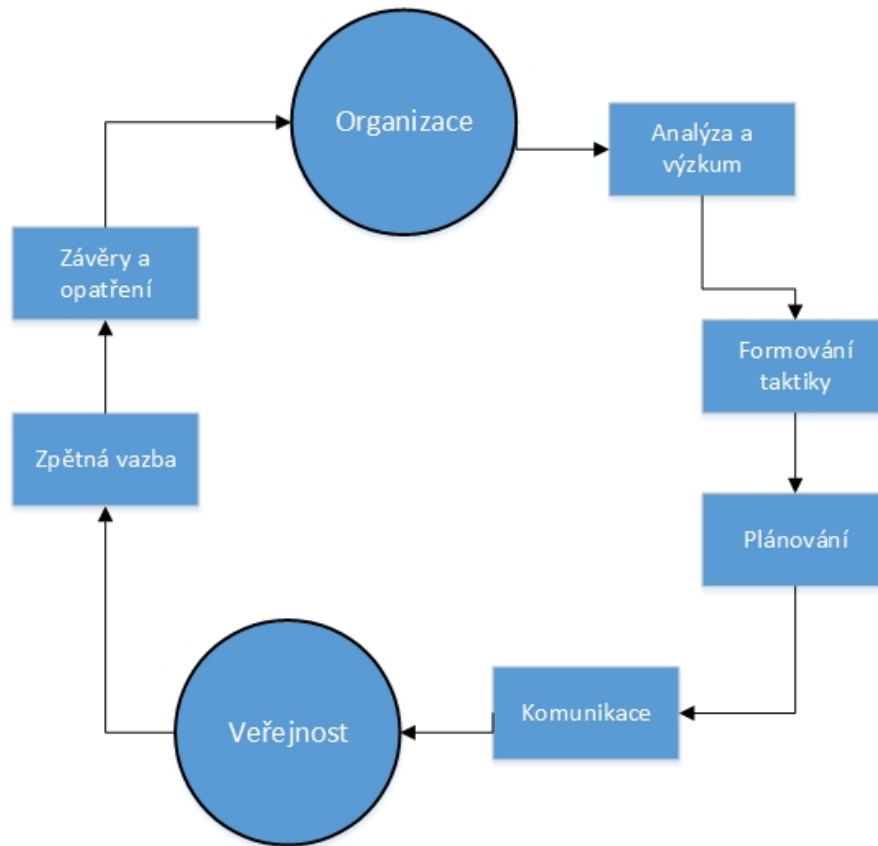 Organizace
Analýza a
výzkum
Formování
taktiky
Plánování
Komunikace
Veřejnost
Zpětná vazba
Závěry a
opatření